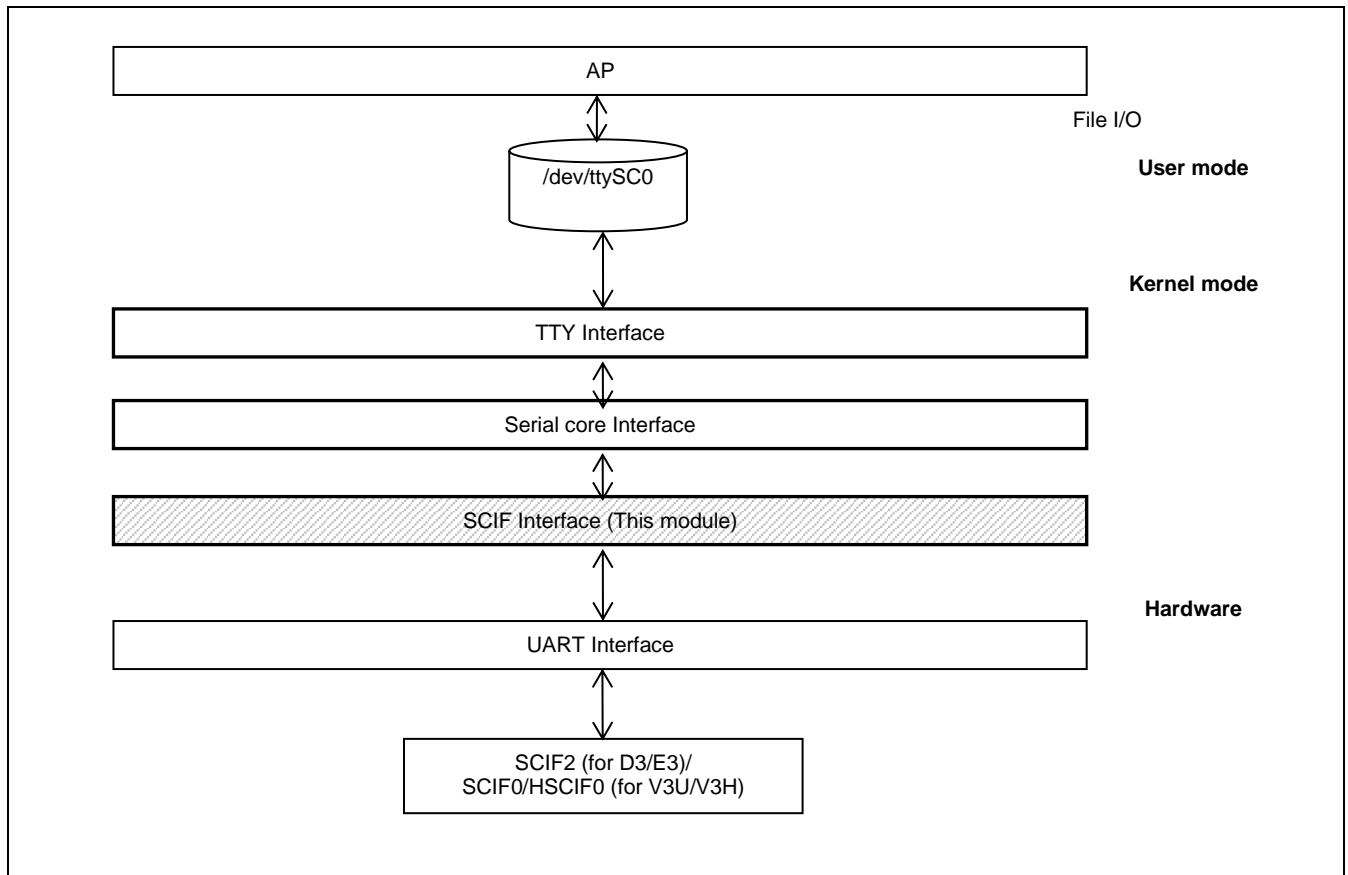 AP
File I/O
/dev/ttySC0
User mode
Kernel mode
TTY Interface
Serial core Interface
SCIF Interface (This module)
Hardware
UART Interface
SCIF2 (for D3/E3)/
SCIF0/HSCIF0 (for V3U/V3H)